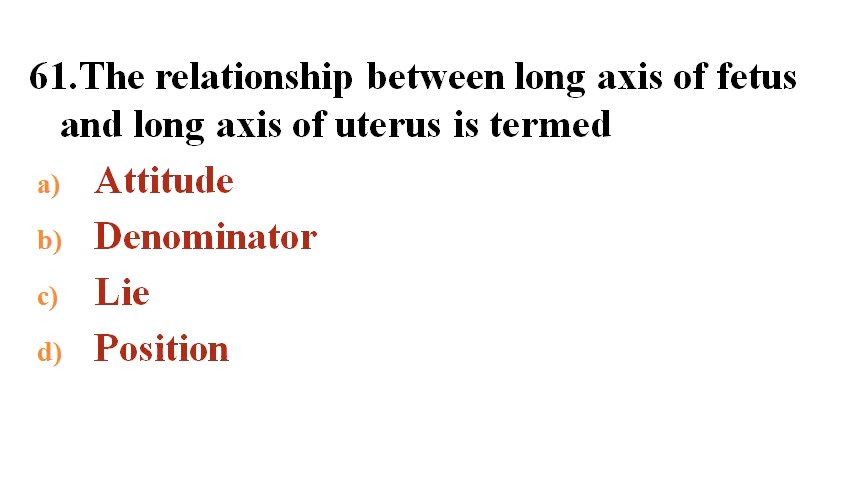 61.The relationship between long axis of fetus
and long axis of uterus is termed
a) Attitude
b) Denominator
c) Lie
d) Position